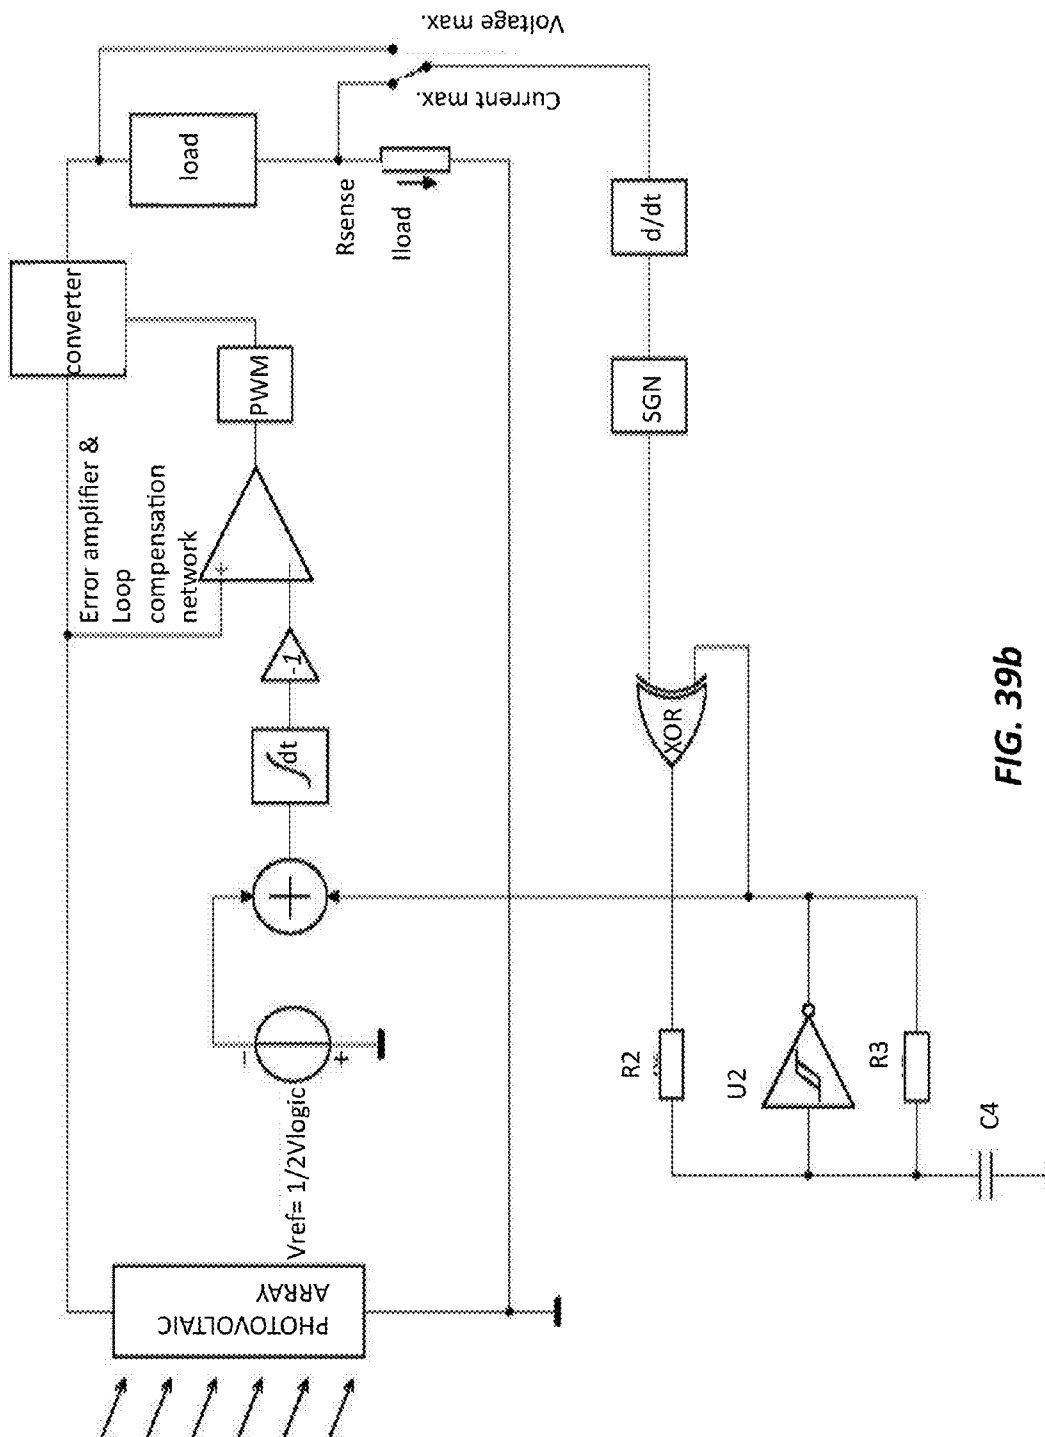 PHOTOVOLTAIC
ARRAY
Vref= 1/2Vlogic
-
+
∫dt
-1
Error amplifier &
Loop
compensation
network
+
-
PWM
converter
load
Rsense
Iload
Voltage max.
Current max.
d/dt
SGN
XOR
R2
U2
R3
C4
FIG. 39b